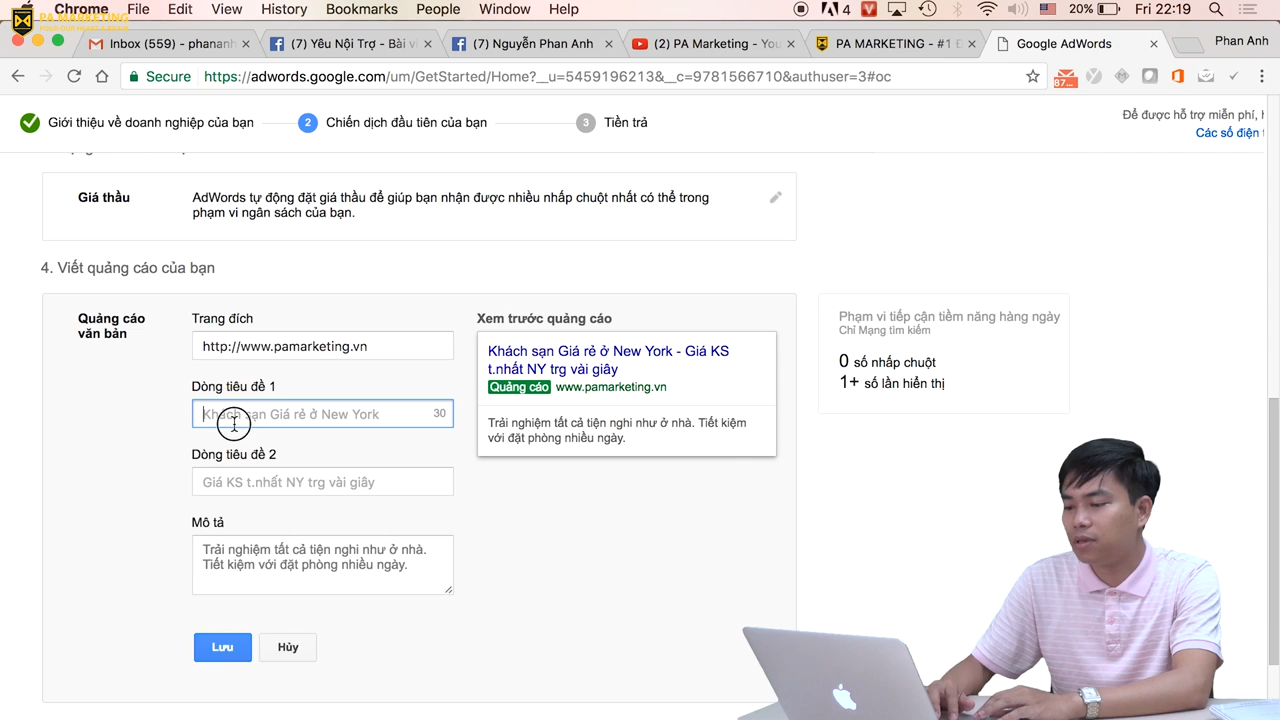 Chrome File Edit View History Bookmarks People Window Help 4 20% Fri 22:19
PA MARKETING
Inbox (559) - phananh
(7) Yêu Nội Trợ - Bài v
(7) Nguyễn Phan Anh
(2) PA Marketing - You
PA MARKETING - #1
Google AdWords
Phan Anh
Secure https://adwords.google.com/um/GetStarted/Home?__u=5459196213&__c=9781566710&authuser=3#oc
87...
Giới thiệu về doanh nghiệp của bạn
2 Chiến dịch đầu tiên của bạn
3 Tiền trả
Để được hỗ trợ miễn phí,
Các số điện
Giá thầu
AdWords tự động đặt giá thầu để giúp bạn nhận được nhiều nhấp chuột nhất có thể trong
phạm vi ngân sách của bạn.
4. Viết quảng cáo của bạn
Quảng cáo
văn bản
Trang đích
http://www.pamarketing.vn
Dòng tiêu đề 1
Khách sạn Giá rẻ ở New York 30
Dòng tiêu đề 2
Giá KS t.nhất NY trg vài giây
Mô tả
Trải nghiệm tất cả tiện nghi như ở nhà.
Tiết kiệm với đặt phòng nhiều ngày.
Lưu
Hủy
Xem trước quảng cáo
Khách sạn Giá rẻ ở New York - Giá KS
t.nhất NY trg vài giây
Quảng cáo www.pamarketing.vn
Trải nghiệm tất cả tiện nghi như ở nhà. Tiết kiệm
với đặt phòng nhiều ngày.
Phạm vi tiếp cận tiềm năng hàng ngày
Chỉ Mạng tìm kiếm
0 số nhấp chuột
1+ số lần hiển thị